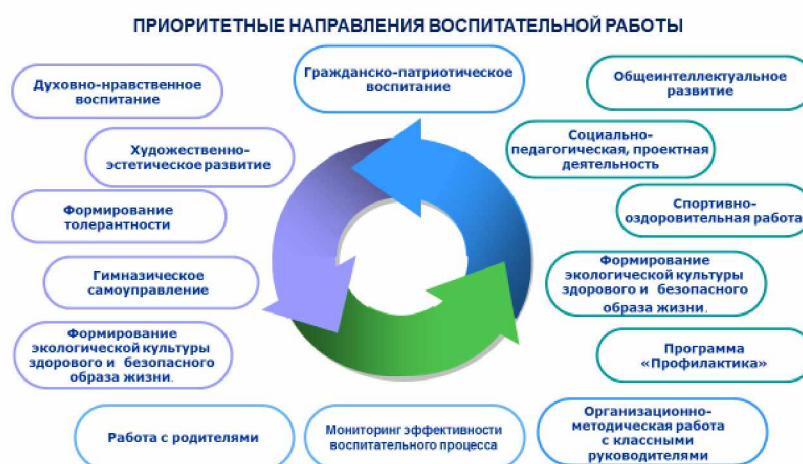 ПРИОРИТЕТНЫЕ НАПРАВЛЕНИЯ ВОСПИТАТЕЛЬНОЙ РАБОТЫ
Духовно-нравственное
воспитание
Гражданско-патриотическое
воспитание
Общеинтеллектуальное
развитие
Художественно-
эстетическое развитие
Социально-
педагогическая, проектная
деятельность
Формирование
толерантности
Спортивно-
оздоровительная работа
Гимназическое
самоуправление
Формирование
экологической культуры
здорового и безопасного
образа жизни.
Формирование
экологической культуры
здорового и безопасного
образа жизни.
Программа
«Профилактика»
Работа с родителями
Мониторинг эффективности
воспитательного процесса
Организационно-
методическая работа
с классными
руководителями